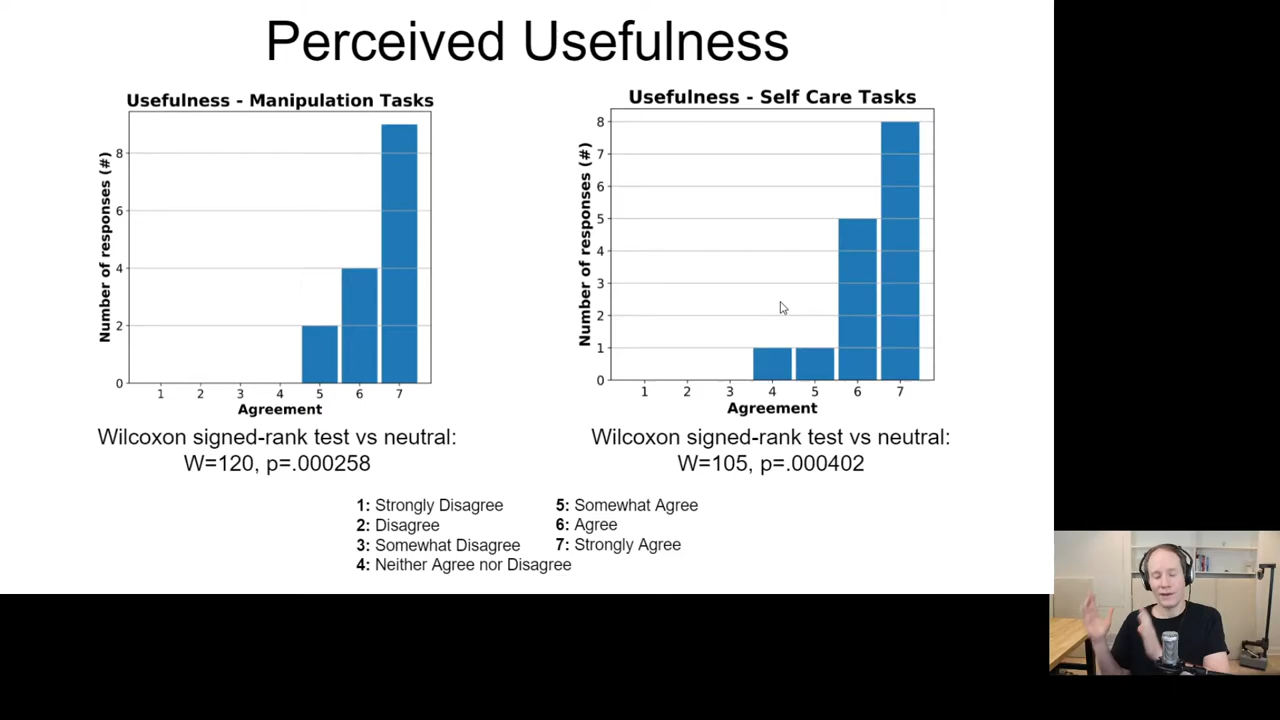 Perceived Usefulness
Usefulness - Manipulation Tasks
Number of responses (#)
8
6
4
2
0
1 2 3 4 5 6 7
Agreement
Wilcoxon signed-rank test vs neutral:
W=120, p=.000258
Usefulness - Self Care Tasks
Number of responses (#)
8
7
6
5
4
3
2
1
0
1 2 3 4 5 6 7
Agreement
Wilcoxon signed-rank test vs neutral:
W=105, p=.000402
1: Strongly Disagree
2: Disagree
3: Somewhat Disagree
4: Neither Agree nor Disagree
5: Somewhat Agree
6: Agree
7: Strongly Agree